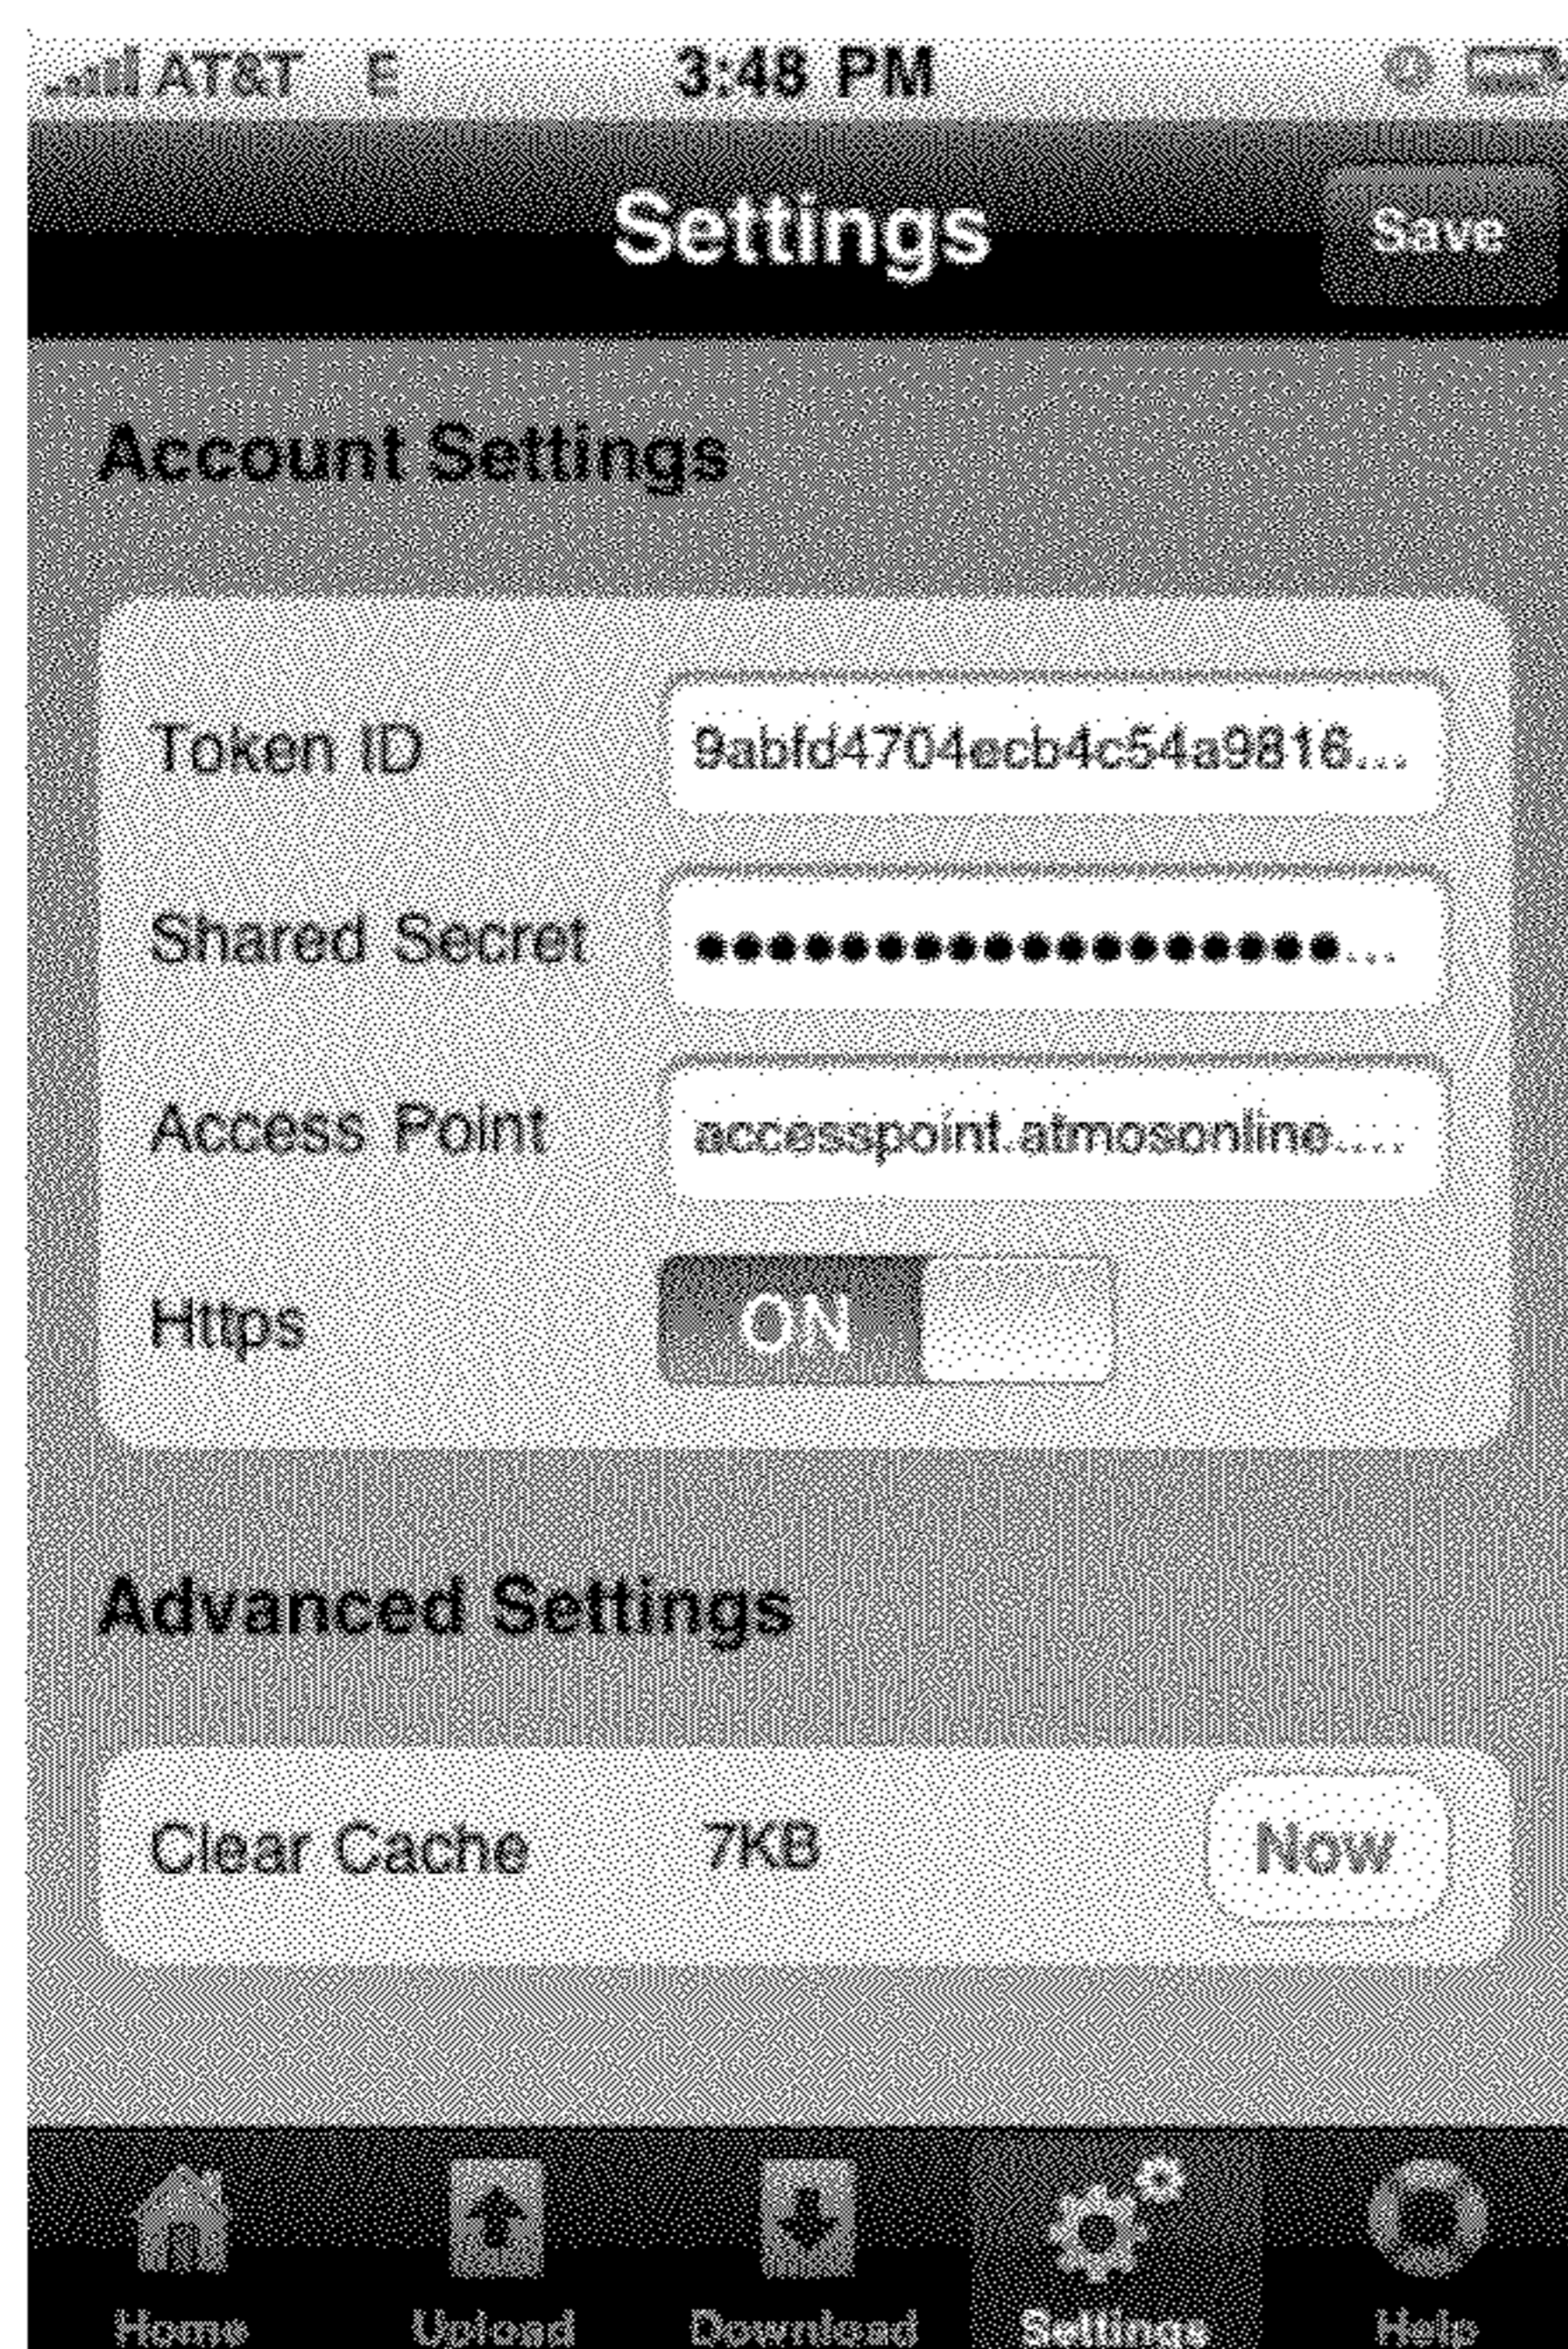 AT&T E 3:48 PM
Settings Save
Account Settings
Token ID 9abfd4704ecb4c54a9816...
Shared Secret ●●●●●●●●●●●●●●●●●●...
Access Point accesspoint.atmosonline....
Https ON
Advanced Settings
Clear Cache 7KB Now
Home Upload Download Settings Help